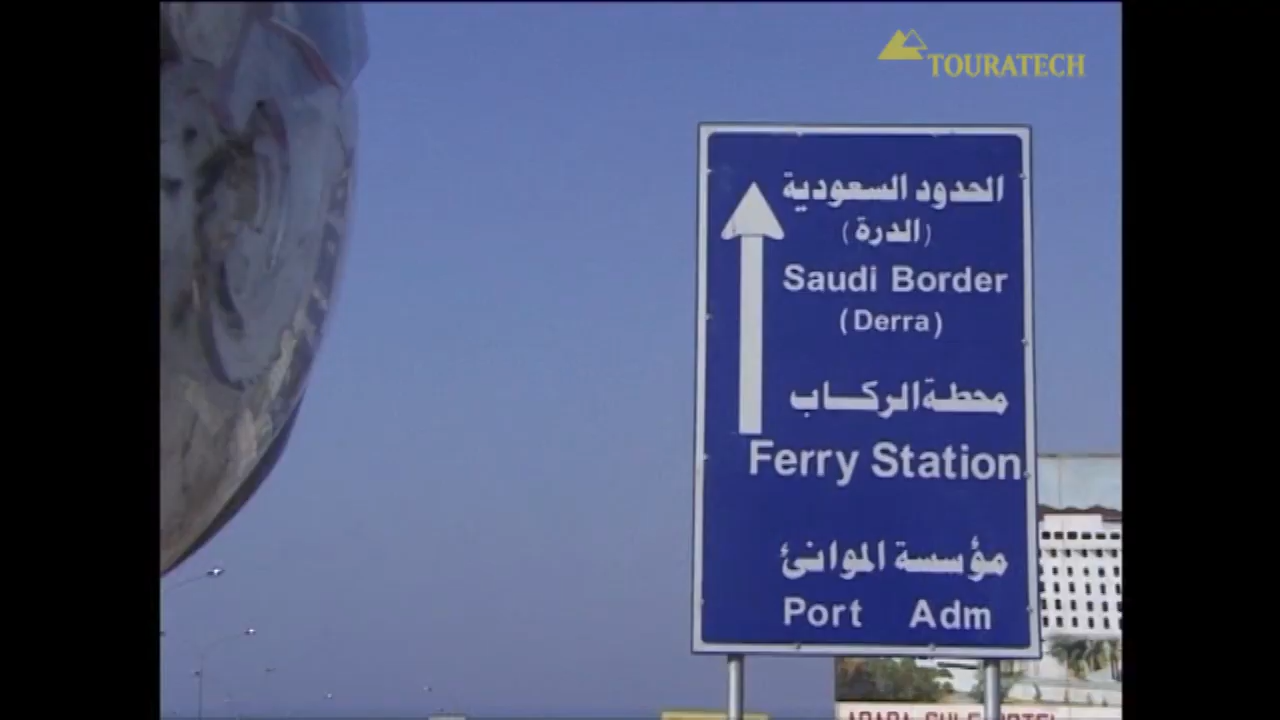 TOURATECH
الحدود السعودية
(الدرة)
Saudi Border
(Derra)
محطة الركاب
Ferry Station
مؤسسة الموانئ
Port Adm